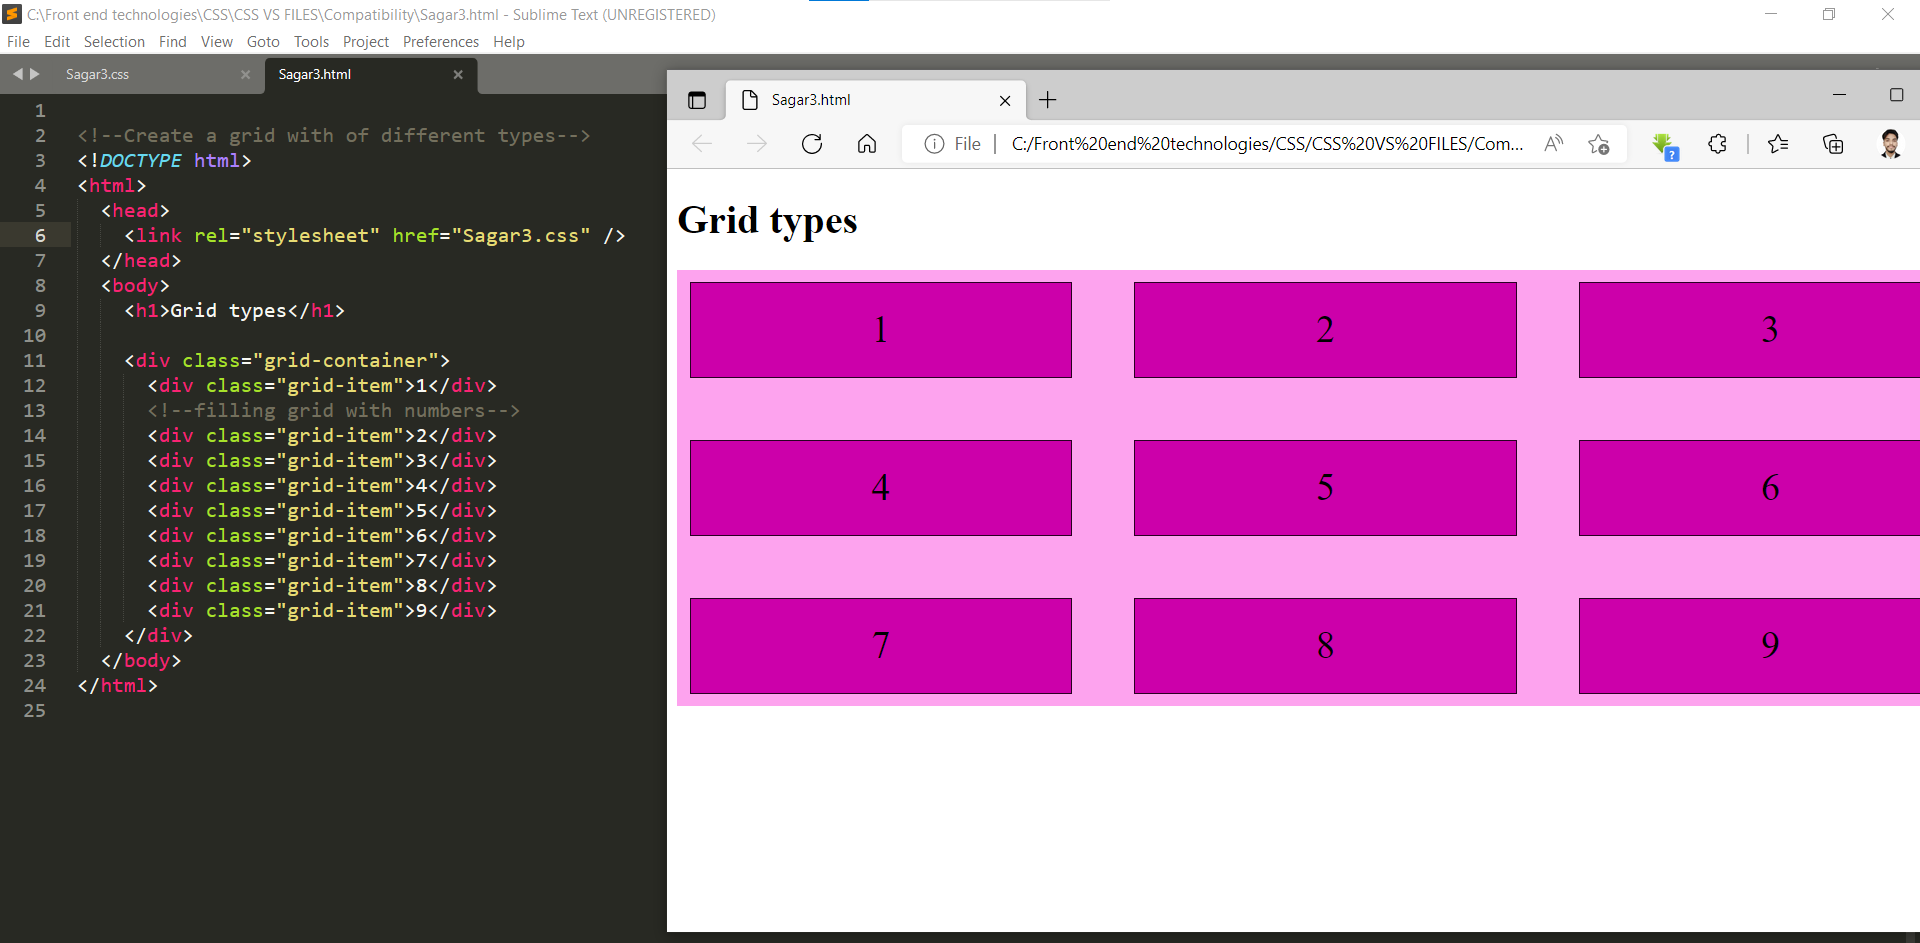 C:\Front end technologies\CSS\CSS VS FILES\Compatibility\Sagar3.html - Sublime Text (UNREGISTERED)
File Edit Selection Find View Goto Tools Project Preferences Help
Sagar3.css
Sagar3.html
1
2 <!--Create a grid with of different types-->
3 <!DOCTYPE html>
4 <html>
5 <head>
6 <link rel="stylesheet" href="Sagar3.css" />
7 </head>
8 <body>
9 <h1>Grid types</h1>
10
11 <div class="grid-container">
12 <div class="grid-item">1</div>
13 <!--filling grid with numbers-->
14 <div class="grid-item">2</div>
15 <div class="grid-item">3</div>
16 <div class="grid-item">4</div>
17 <div class="grid-item">5</div>
18 <div class="grid-item">6</div>
19 <div class="grid-item">7</div>
20 <div class="grid-item">8</div>
21 <div class="grid-item">9</div>
22 </div>
23 </body>
24 </html>
25
Sagar3.html
File C:/Front%20end%20technologies/CSS/CSS%20VS%20FILES/Com...
Grid types
1 2 3
4 5 6
7 8 9